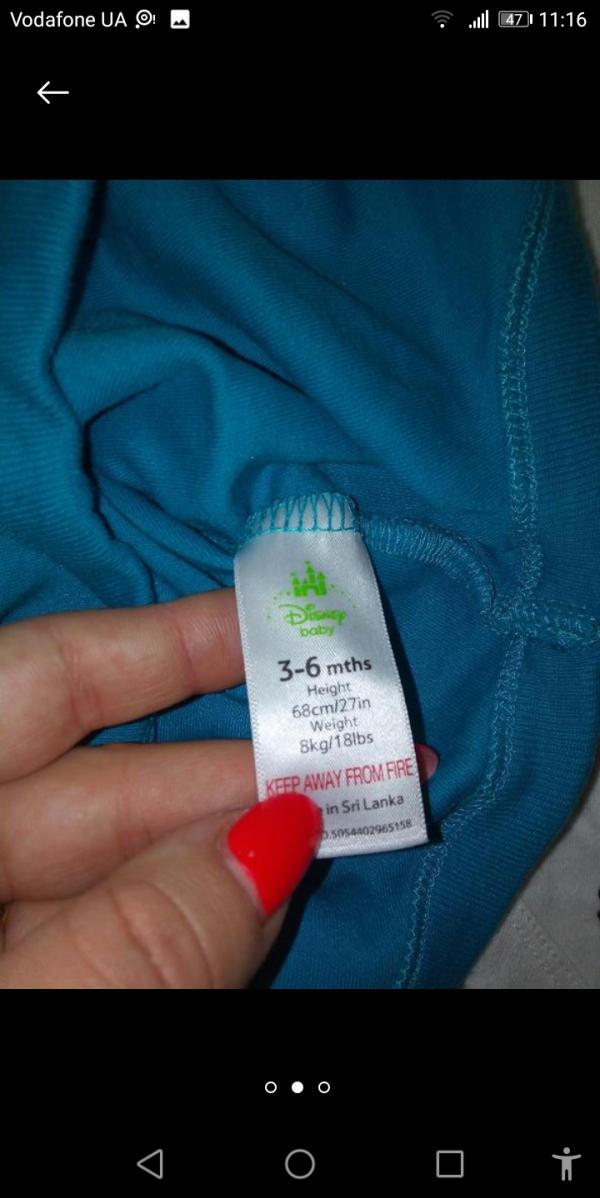 Vodafone UA 47 11:16
Disney
baby
3-6 mths
Height
68cm/27in
Weight
8kg/18lbs
KEEP AWAY FROM FIRE
in Sri Lanka
5054402965158